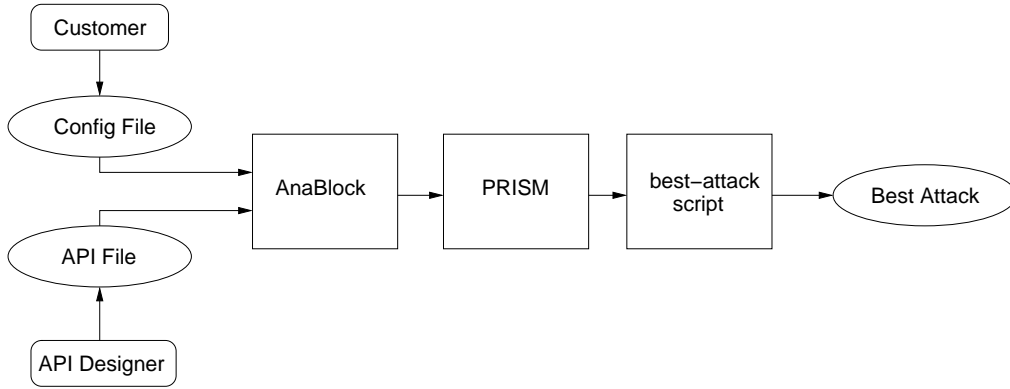 Customer
Config File
AnaBlock
PRISM
best−attack
script
Best Attack
API File
API Designer